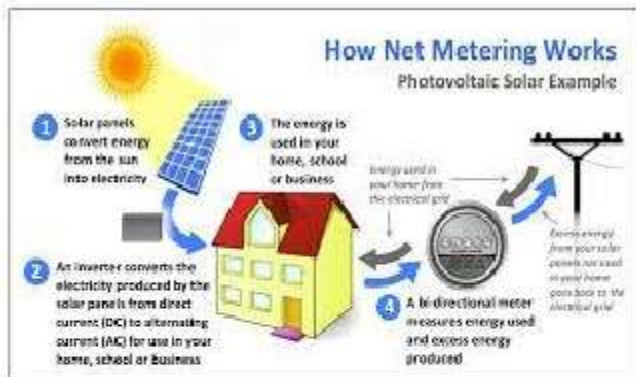 How Net Metering Works
Photovoltaic Solar Example
1 Solar panels
convert energy
from the sun
into electricity
2 An inverter converts the
electricity produced by the
solar panels from direct
current (DC) to alternating
current (AC) for use in your
home, school or Business
3 The energy is
used in your
home, school
or business
Energy used in
your home from
the electrical grid
4 A bi-directional meter
measures energy used
and excess energy
produced
Excess energy
from your solar
panels not used
in your home
goes back to the
electrical grid